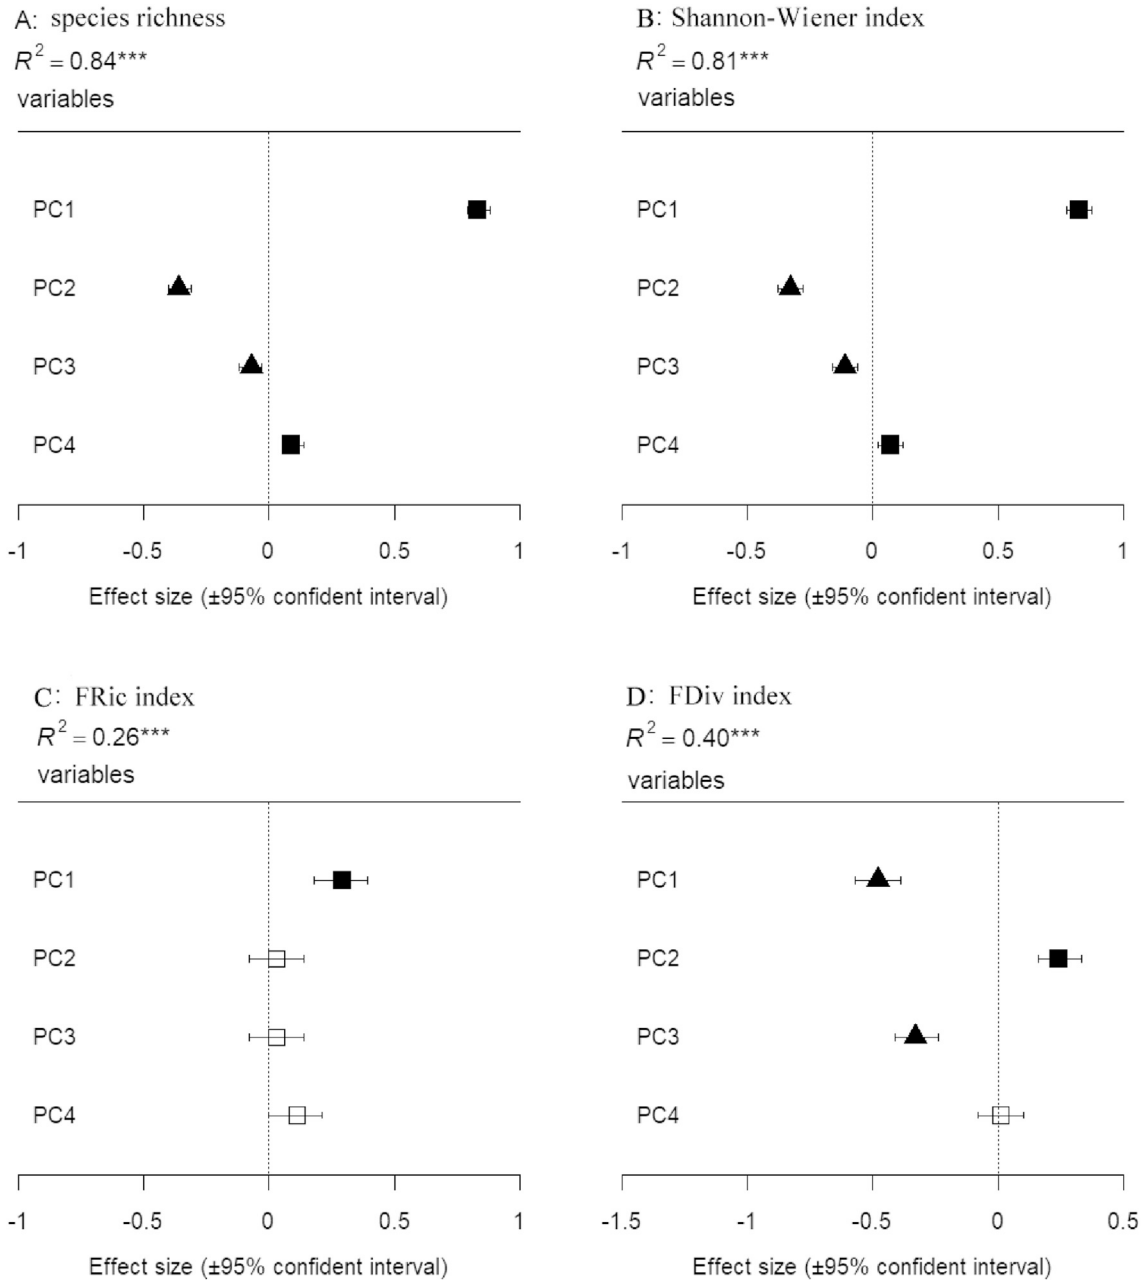 A: species richness
R² = 0.84***
variables
PC1
PC2
PC3
PC4
-1 -0.5 0 0.5 1
Effect size (±95% confident interval)
B: Shannon-Wiener index
R² = 0.81***
variables
PC1
PC2
PC3
PC4
-1 -0.5 0 0.5 1
Effect size (±95% confident interval)
C: FRic index
R² = 0.26***
variables
PC1
PC2
PC3
PC4
-1 -0.5 0 0.5 1
Effect size (±95% confident interval)
D: FDiv index
R² = 0.40***
variables
PC1
PC2
PC3
PC4
-1.5 -1 -0.5 0 0.5
Effect size (±95% confident interval)